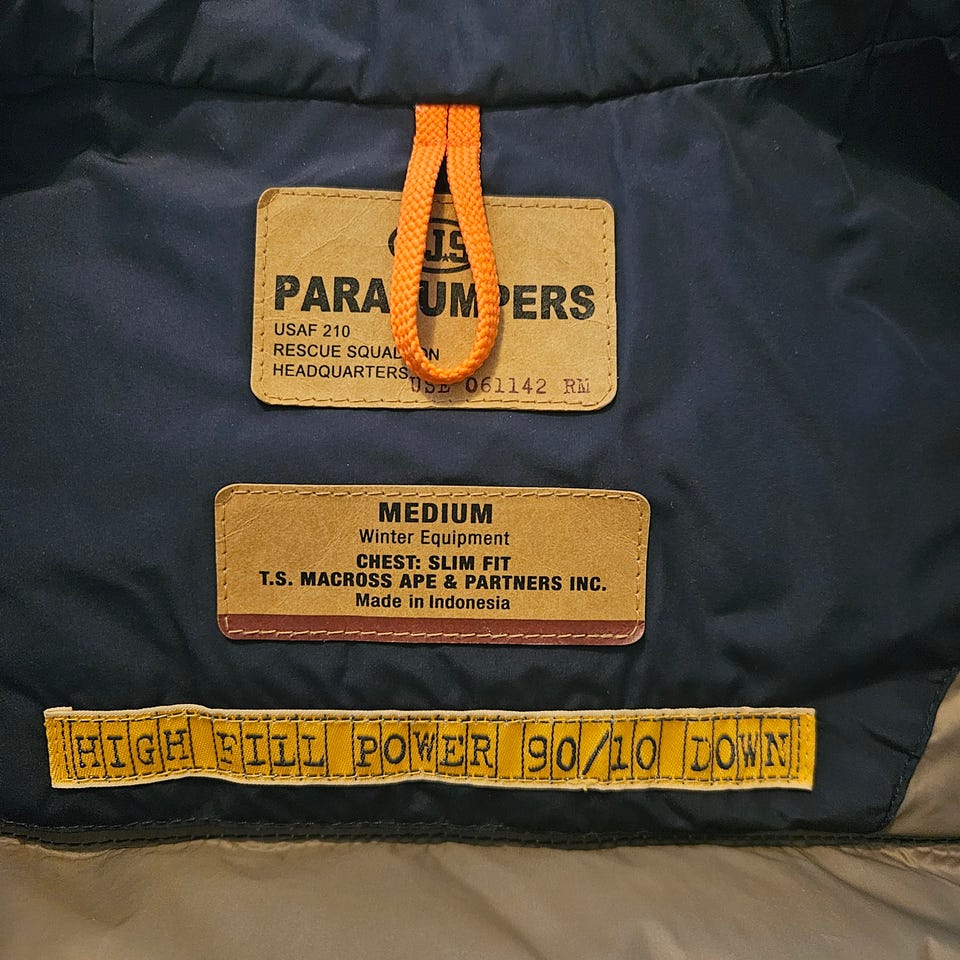 J.S
PARAJUMPERS
USAF 210
RESCUE SQUADRON
HEADQUARTERS
USE 061142 RM
MEDIUM
Winter Equipment
CHEST: SLIM FIT
T.S. MACROSS APE & PARTNERS INC.
Made in Indonesia
HIGH FILL POWER 90/10 DOWN